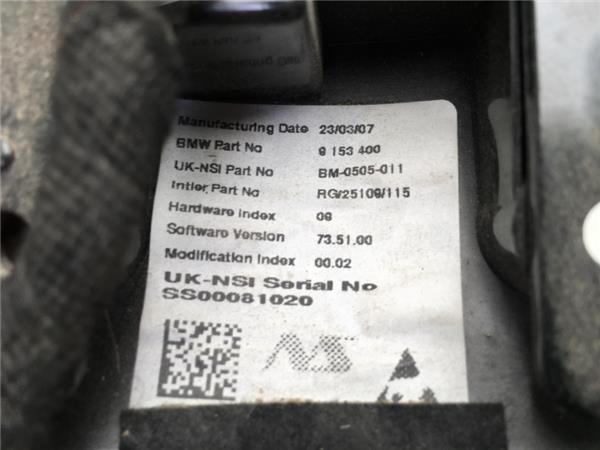 Manufacturing Date 23/03/07
BMW Part No 9 153 400
UK-NSI Part No BM-0505-011
Intier Part No RG/25109/115
Hardware Index 09
Software Version 73.51.00
Modification Index 00.02
UK-NSI Serial No
SS00081020